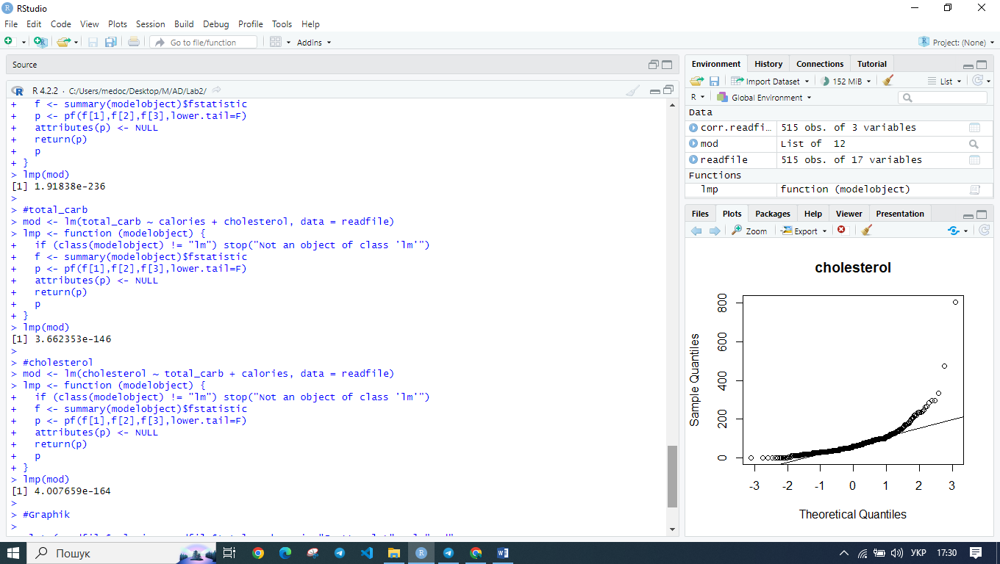 RStudio
File Edit Code View Plots Session Build Debug Profile Tools Help
Go to file/function
Addins
Project: (None)
Source
R 4.2.2 · C:/Users/medoc/Desktop/M/AD/Lab2/
+   f <- summary(modelobject)$fstatistic
+   p <- pf(f[1],f[2],f[3],lower.tail=F)
+   attributes(p) <- NULL
+   return(p)
+   p
+ }
> lmp(mod)
[1] 1.91838e-236
>
> #total_carb
> mod <- lm(total_carb ~ calories + cholesterol, data = readfile)
> lmp <- function (modelobject) {
+   if (class(modelobject) != "lm") stop("Not an object of class 'lm'")
+   f <- summary(modelobject)$fstatistic
+   p <- pf(f[1],f[2],f[3],lower.tail=F)
+   attributes(p) <- NULL
+   return(p)
+   p
+ }
> lmp(mod)
[1] 3.662353e-146
>
> #cholesterol
> mod <- lm(cholesterol ~ total_carb + calories, data = readfile)
> lmp <- function (modelobject) {
+   if (class(modelobject) != "lm") stop("Not an object of class 'lm'")
+   f <- summary(modelobject)$fstatistic
+   p <- pf(f[1],f[2],f[3],lower.tail=F)
+   attributes(p) <- NULL
+   return(p)
+   p
+ }
> lmp(mod)
[1] 4.007659e-164
>
> #Graphik
>
Environment History Connections Tutorial
Import Dataset 152 MiB List
R Global Environment
Data
corr.readfi… 515 obs. of 3 variables
mod List of 12
readfile 515 obs. of 17 variables
Functions
lmp function (modelobject)
Files Plots Packages Help Viewer Presentation
Zoom Export
cholesterol
Sample Quantiles
800
600
400
200
0
-3 -2 -1 0 1 2 3
Theoretical Quantiles
Пошук
УКР 17:30